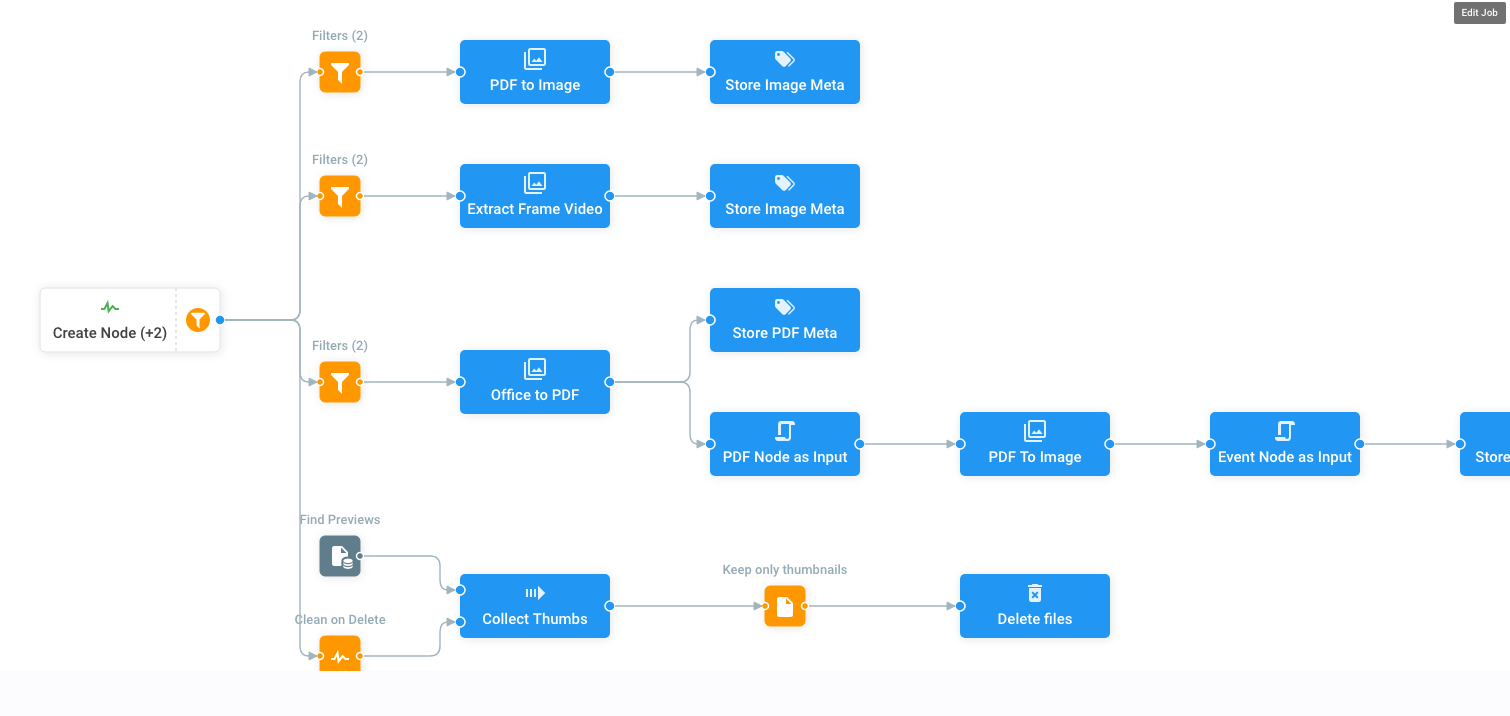 Edit Job
Filters (2)
PDF to Image
Store Image Meta
Filters (2)
Extract Frame Video
Store Image Meta
Create Node (+2)
Store PDF Meta
Filters (2)
Office to PDF
PDF Node as Input
PDF To Image
Event Node as Input
Store
Find Previews
Keep only thumbnails
Collect Thumbs
Delete files
Clean on Delete